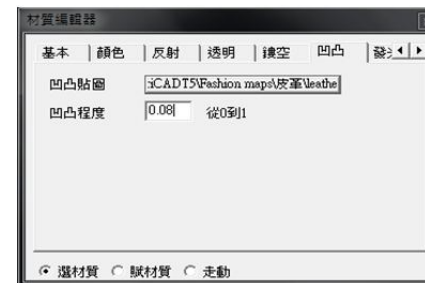 材質編輯器
基本 顏色 反射 透明 鏤空 凹凸
凹凸貼圖 :iCADT5\Fashion maps\皮革\leathe
凹凸程度 0.08 從0到1
選材質 賦材質 走動